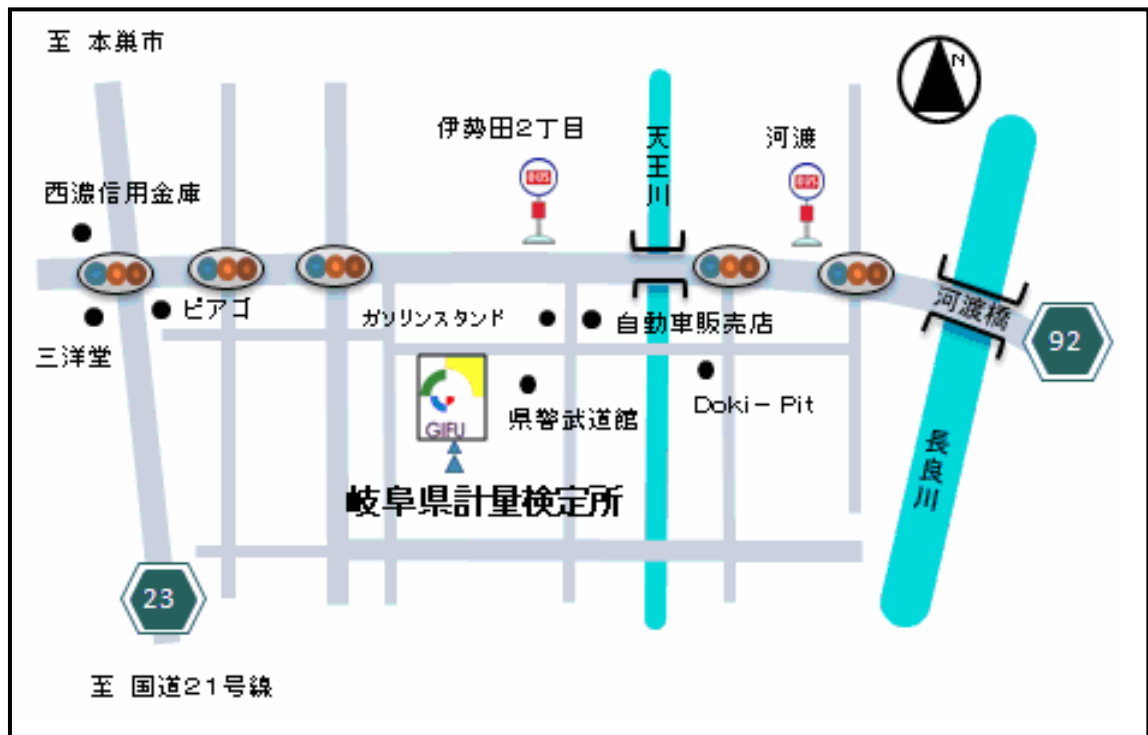 至 本巣市
N
伊勢田2丁目
天王川
河渡
BUS
BUS
西濃信用金庫
ピアゴ
ガソリンスタンド
自動車販売店
河渡橋
92
三洋堂
GIFU
県警武道館
Doki-Pit
長良川
岐阜県計量検定所
23
至 国道21号線